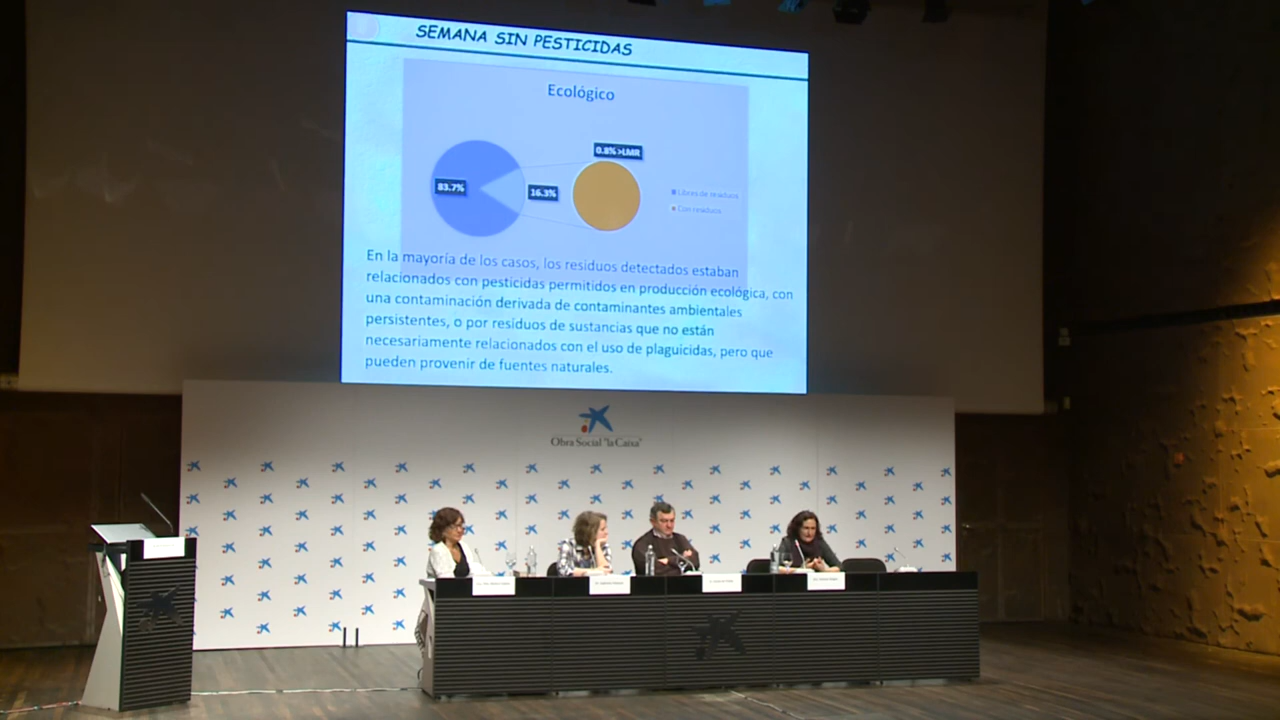 SEMANA SIN PESTICIDAS
Ecológico
0.8% >LMR
83.7%
16.3%
Libres de residuos
Con residuos
En la mayoría de los casos, los residuos detectados estaban
relacionados con pesticidas permitidos en producción ecológica, con
una contaminación derivada de contaminantes ambientales
persistentes, o por residuos de sustancias que no están
necesariamente relacionados con el uso de plaguicidas, pero que
pueden provenir de fuentes naturales.
Obra Social "la Caixa"